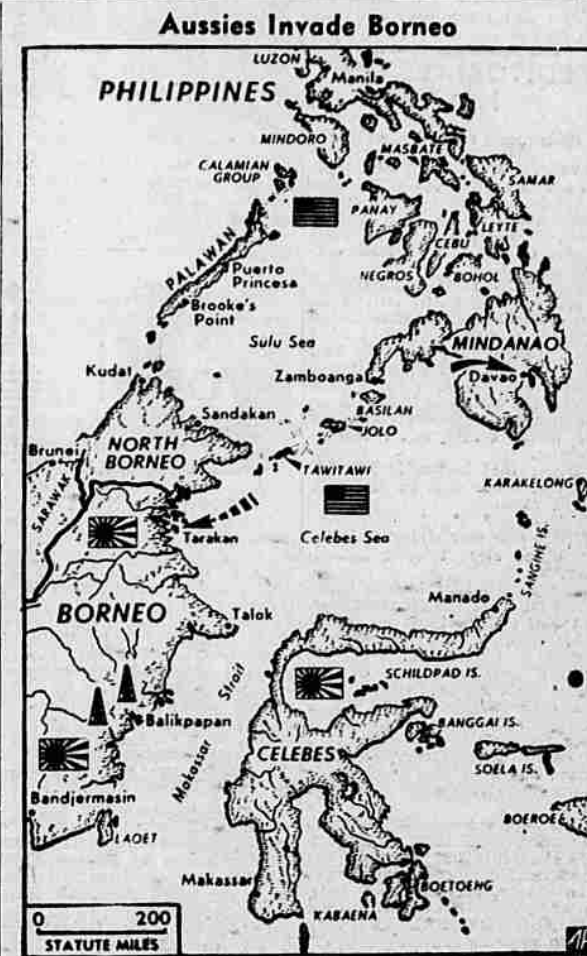 Aussies Invade Borneo
LUZON
Manila
PHILIPPINES
MINDORO
MASBATE
CALAMIAN
GROUP
SAMAR
PANAY
LEYTE
CEBU
PALAWAN
Puerto
Princesa
NEGROS
BOHOL
Brooke's
Point
Sulu Sea
MINDANAO
Kudat
Zamboanga
Davao
Sandakan
BASILAN
JOLO
NORTH
BORNEO
Brunei
TAWITAWI
SARAWAK
KARAKELONG
Tarakan
Celebes Sea
SANGIHE IS.
Manado
BORNEO
Talok
Makassar Strait
SCHILDPAD IS.
Balikpapan
BANGGAI IS.
CELEBES
SOELA IS.
Bandjermasin
BOEROE
LAOET
Makassar
BOETOENG
KABAENA
0 200
STATUTE MILES